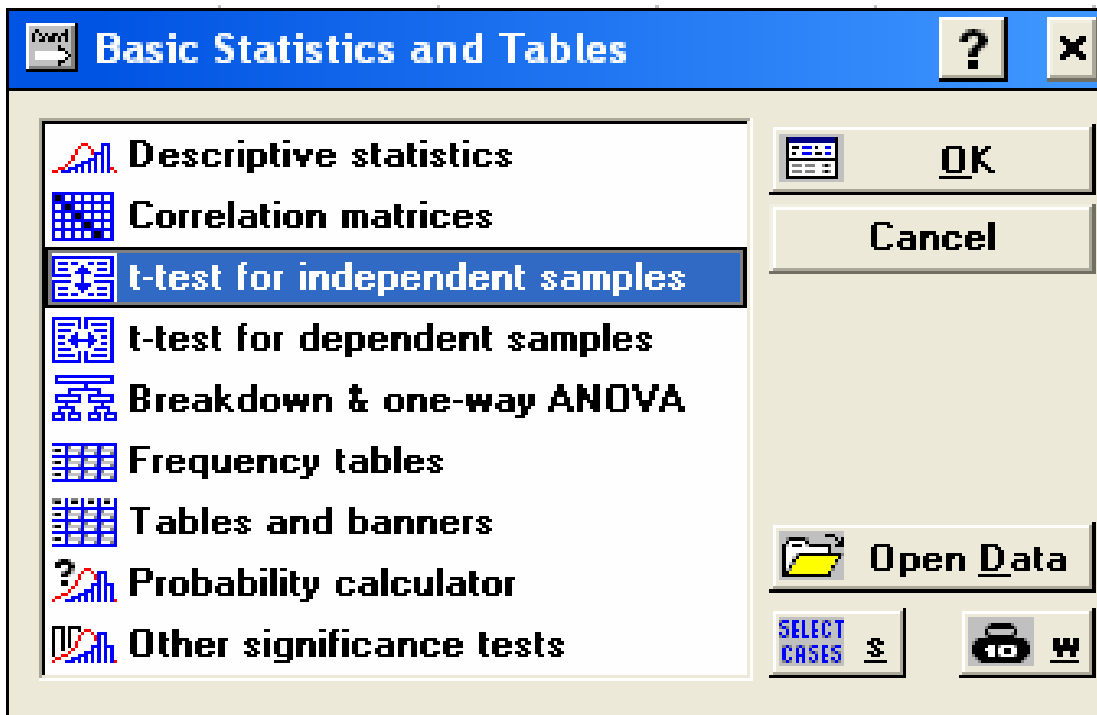 Basic Statistics and Tables
?
Descriptive statistics
Correlation matrices
t-test for independent samples
t-test for dependent samples
Breakdown & one-way ANOVA
Frequency tables
Tables and banners
? Probability calculator
Other significance tests
OK
Cancel
Open Data
SELECT
CASES S
10 W